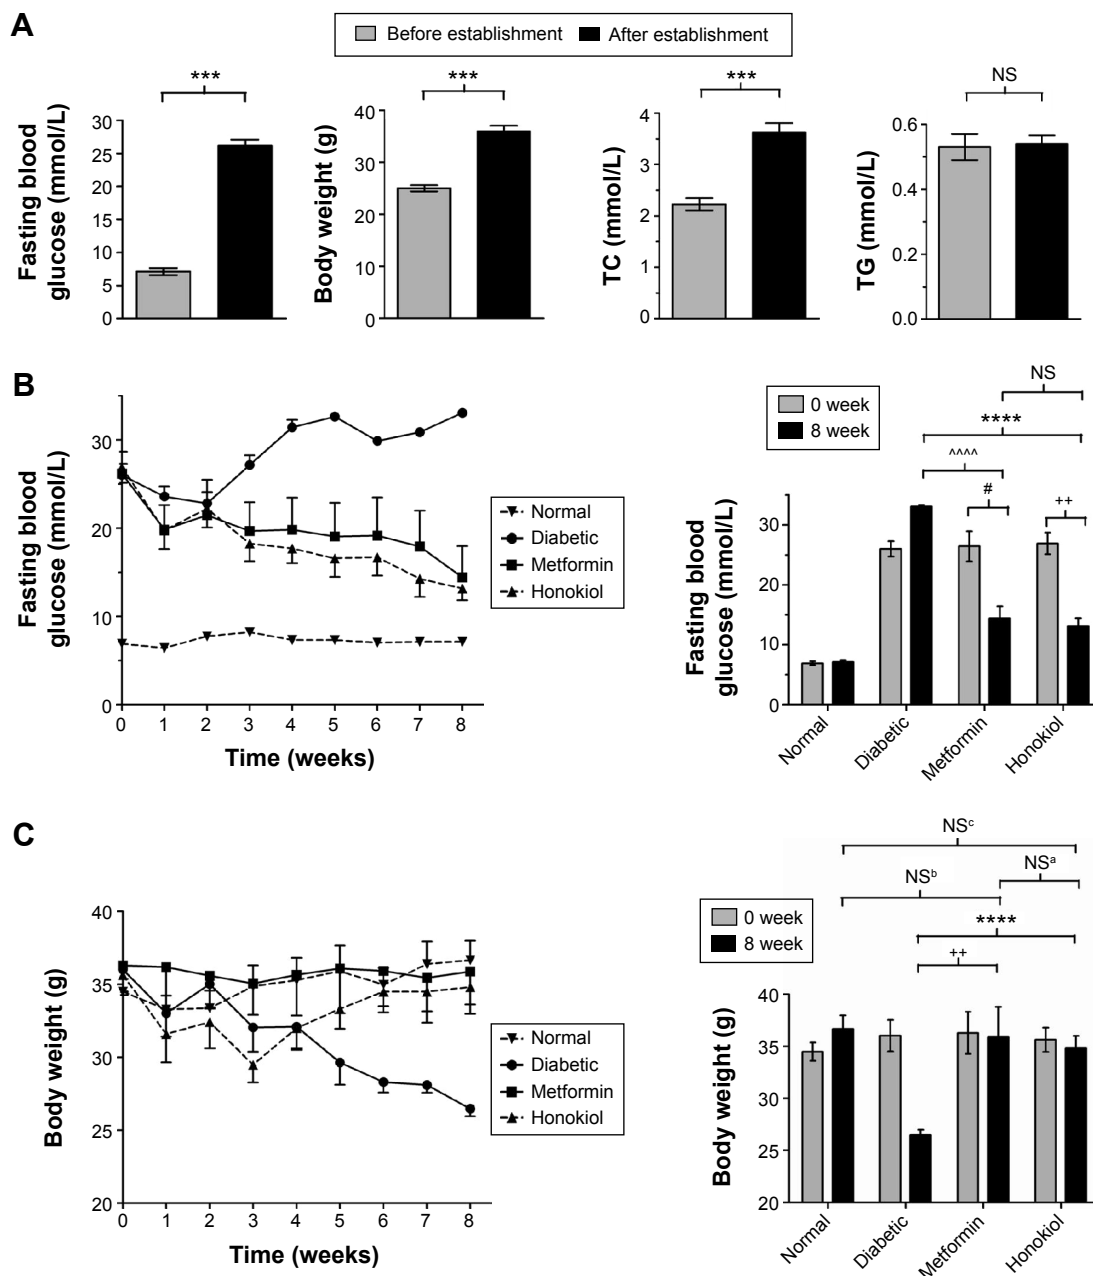 A
Before establishment After establishment
*** *** *** NS
Fasting blood
glucose (mmol/L)
30
25
20
15
10
5
0
Body weight (g)
40
30
20
10
0
TC (mmol/L)
4
3
2
1
0
TG (mmol/L)
0.6
0.4
0.2
0.0
B
Fasting blood
glucose (mmol/L)
30
20
10
0
0 1 2 3 4 5 6 7 8
Time (weeks)
Normal
Diabetic
Metformin
Honokiol
0 week
8 week
NS
****
^^^^
#
++
Fasting blood
glucose (mmol/L)
30
20
10
0
Normal Diabetic Metformin Honokiol
C
Body weight (g)
40
35
30
25
20
0 1 2 3 4 5 6 7 8
Time (weeks)
Normal
Diabetic
Metformin
Honokiol
0 week
8 week
NSᶜ
NSᵇ
NSᵃ
****
++
Body weight (g)
40
35
30
25
20
Normal Diabetic Metformin Honokiol